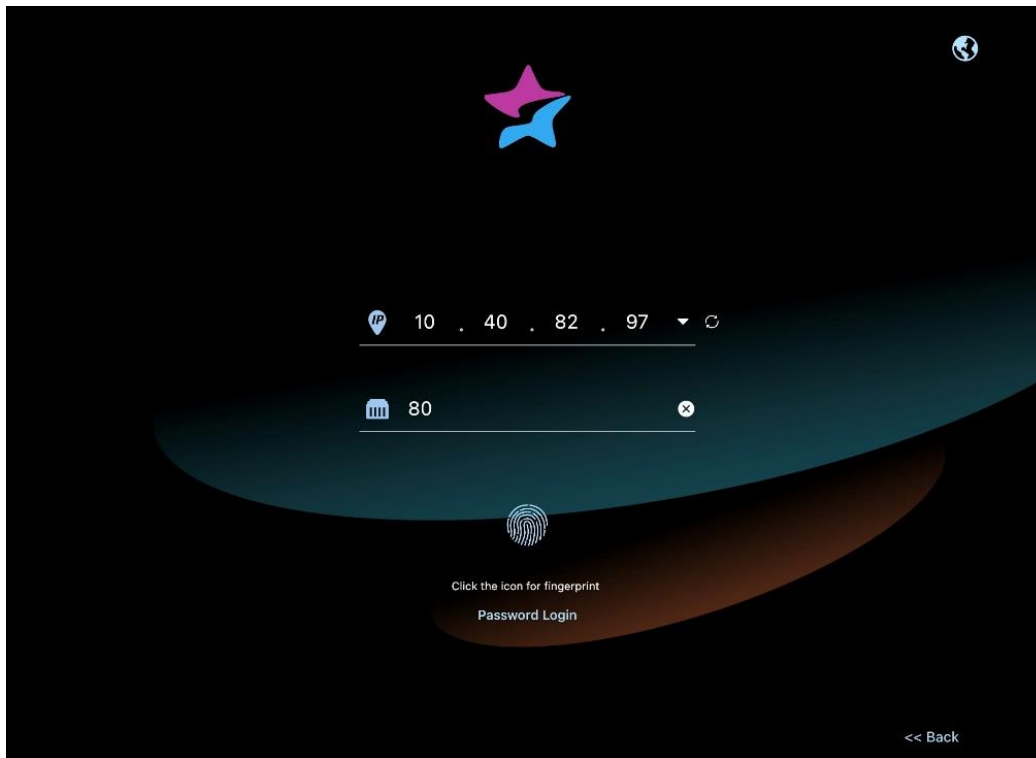 IP 10 . 40 . 82 . 97
80
Click the icon for fingerprint
Password Login
<< Back